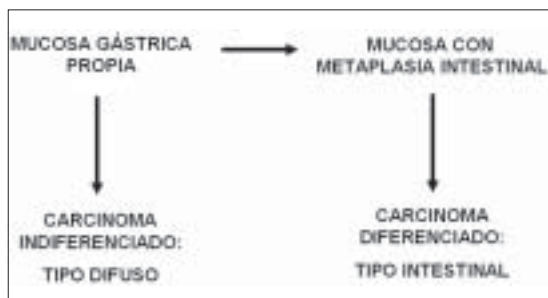 MUCOSA GÁSTRICA
PROPIA
MUCOSA CON
METAPLASIA INTESTINAL
CARCINOMA
INDIFERENCIADO:
TIPO DIFUSO
CARCINOMA
DIFERENCIADO:
TIPO INTESTINAL